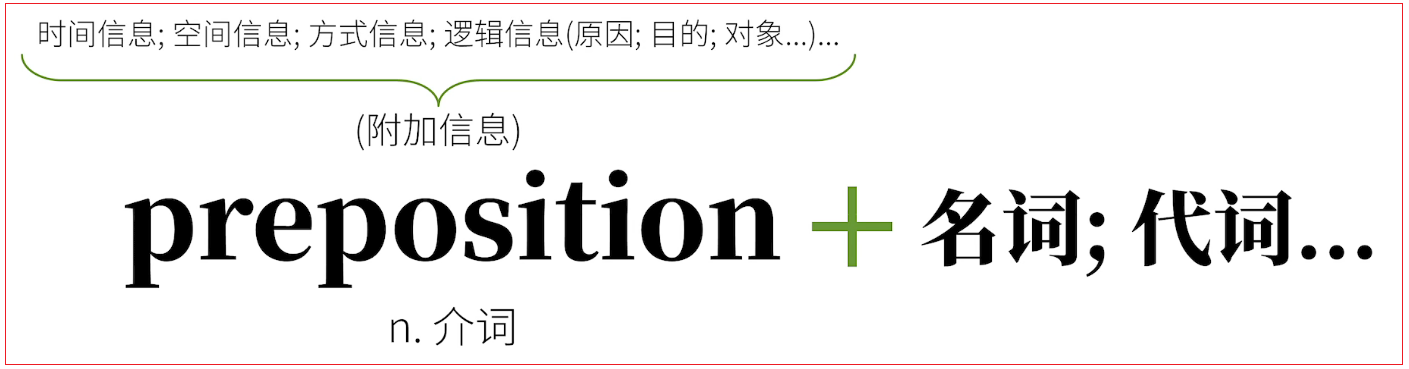 时间信息; 空间信息; 方式信息; 逻辑信息(原因; 目的; 对象...)...
(附加信息)
preposition + 名词; 代词...
n. 介词